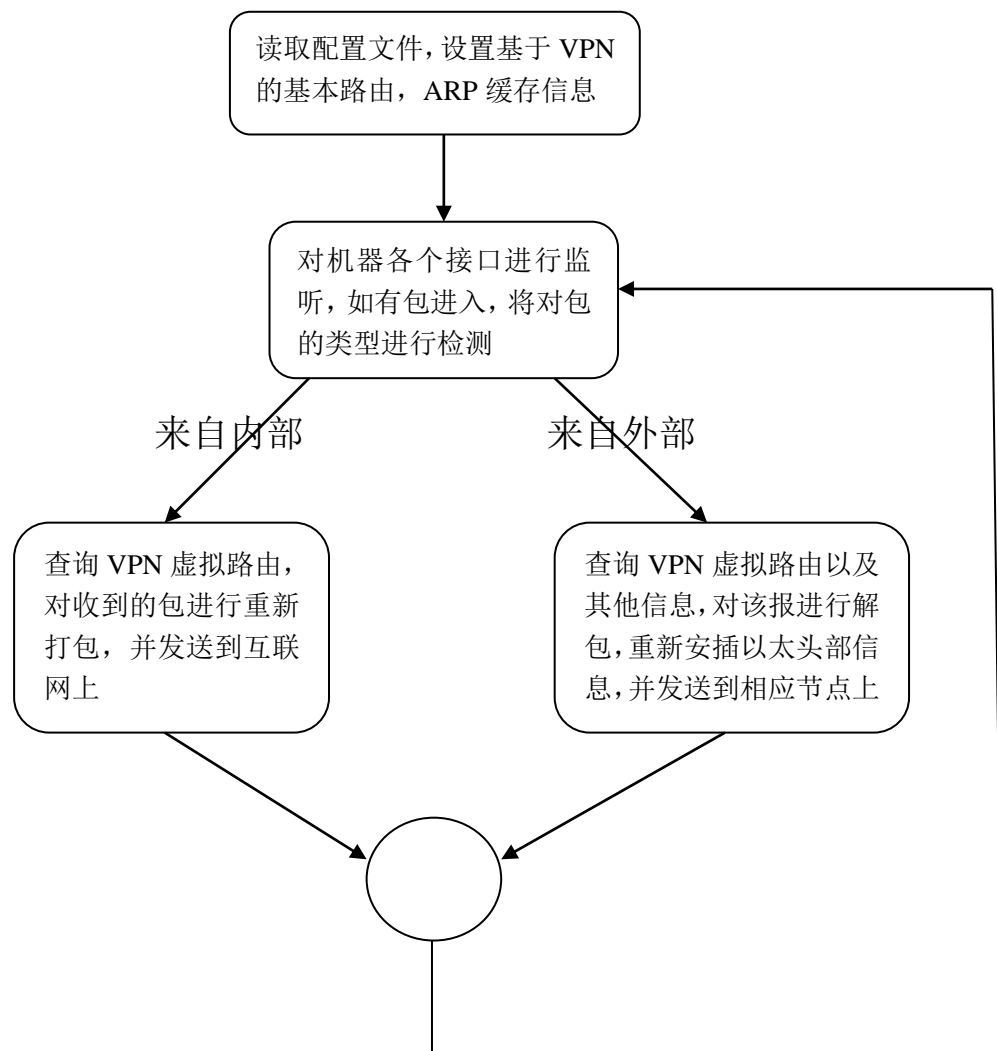 读取配置文件，设置基于 VPN
的基本路由，ARP 缓存信息
对机器各个接口进行监
听，如有包进入，将对包
的类型进行检测
来自内部
来自外部
查询 VPN 虚拟路由，
对收到的包进行重新
打包，并发送到互联
网上
查询 VPN 虚拟路由以及
其他信息，对该报进行解
包，重新安插以太头部信
息，并发送到相应节点上